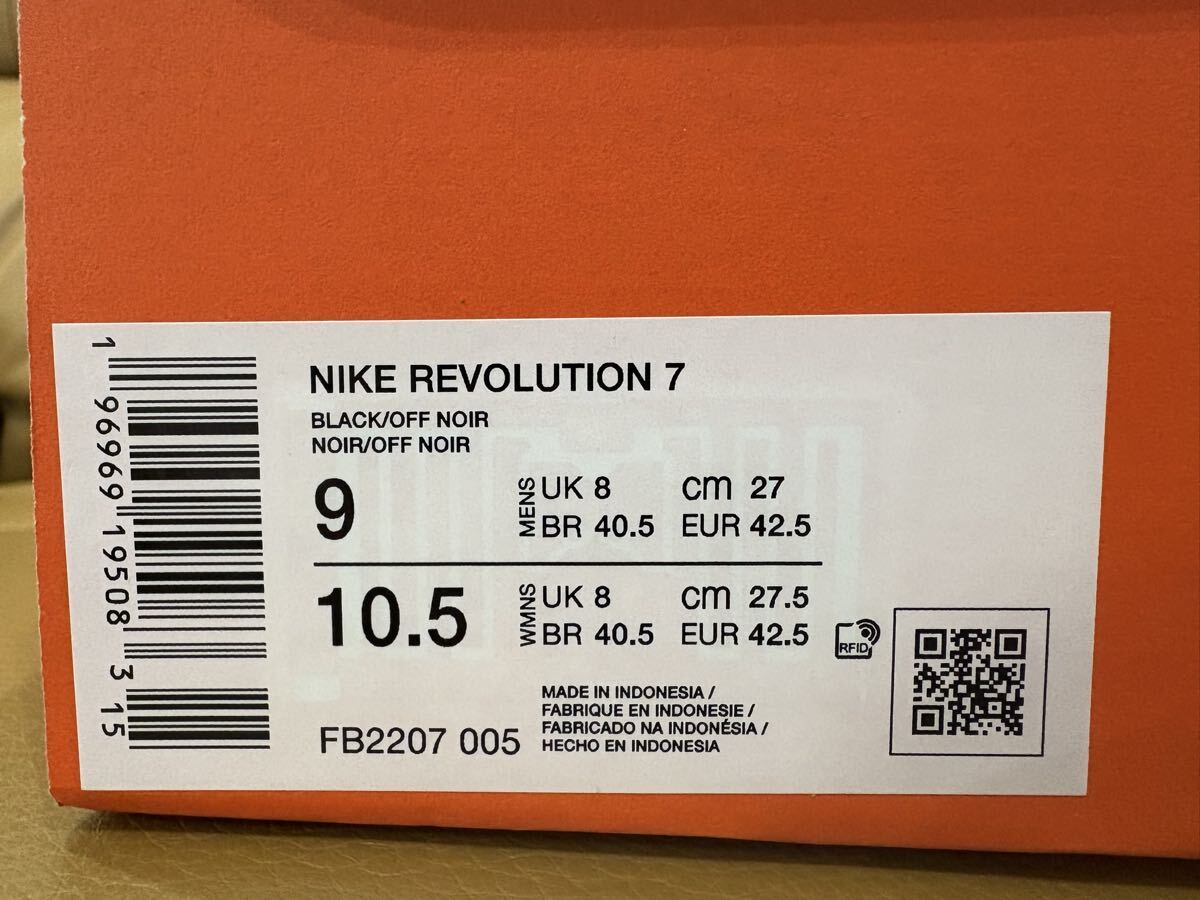 NIKE REVOLUTION 7
BLACK/OFF NOIR
NOIR/OFF NOIR
9 MENS UK 8 cm 27
BR 40.5 EUR 42.5
10.5 WMNS UK 8 cm 27.5
BR 40.5 EUR 42.5
RFID
MADE IN INDONESIA /
FABRIQUE EN INDONESIE /
FABRICADO NA INDONÉSIA /
HECHO EN INDONESIA
FB2207 005
1 96969 19508 3 15